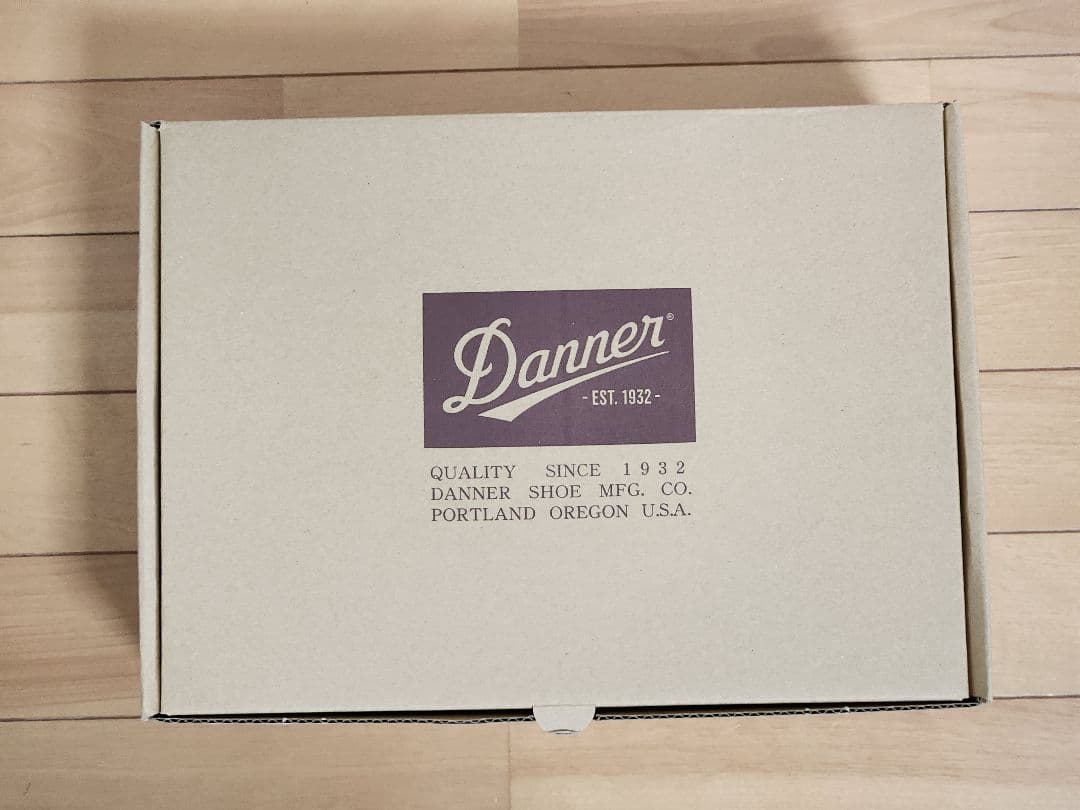 Danner®
- EST. 1932 -
QUALITY SINCE 1932
DANNER SHOE MFG. CO.
PORTLAND OREGON U.S.A.